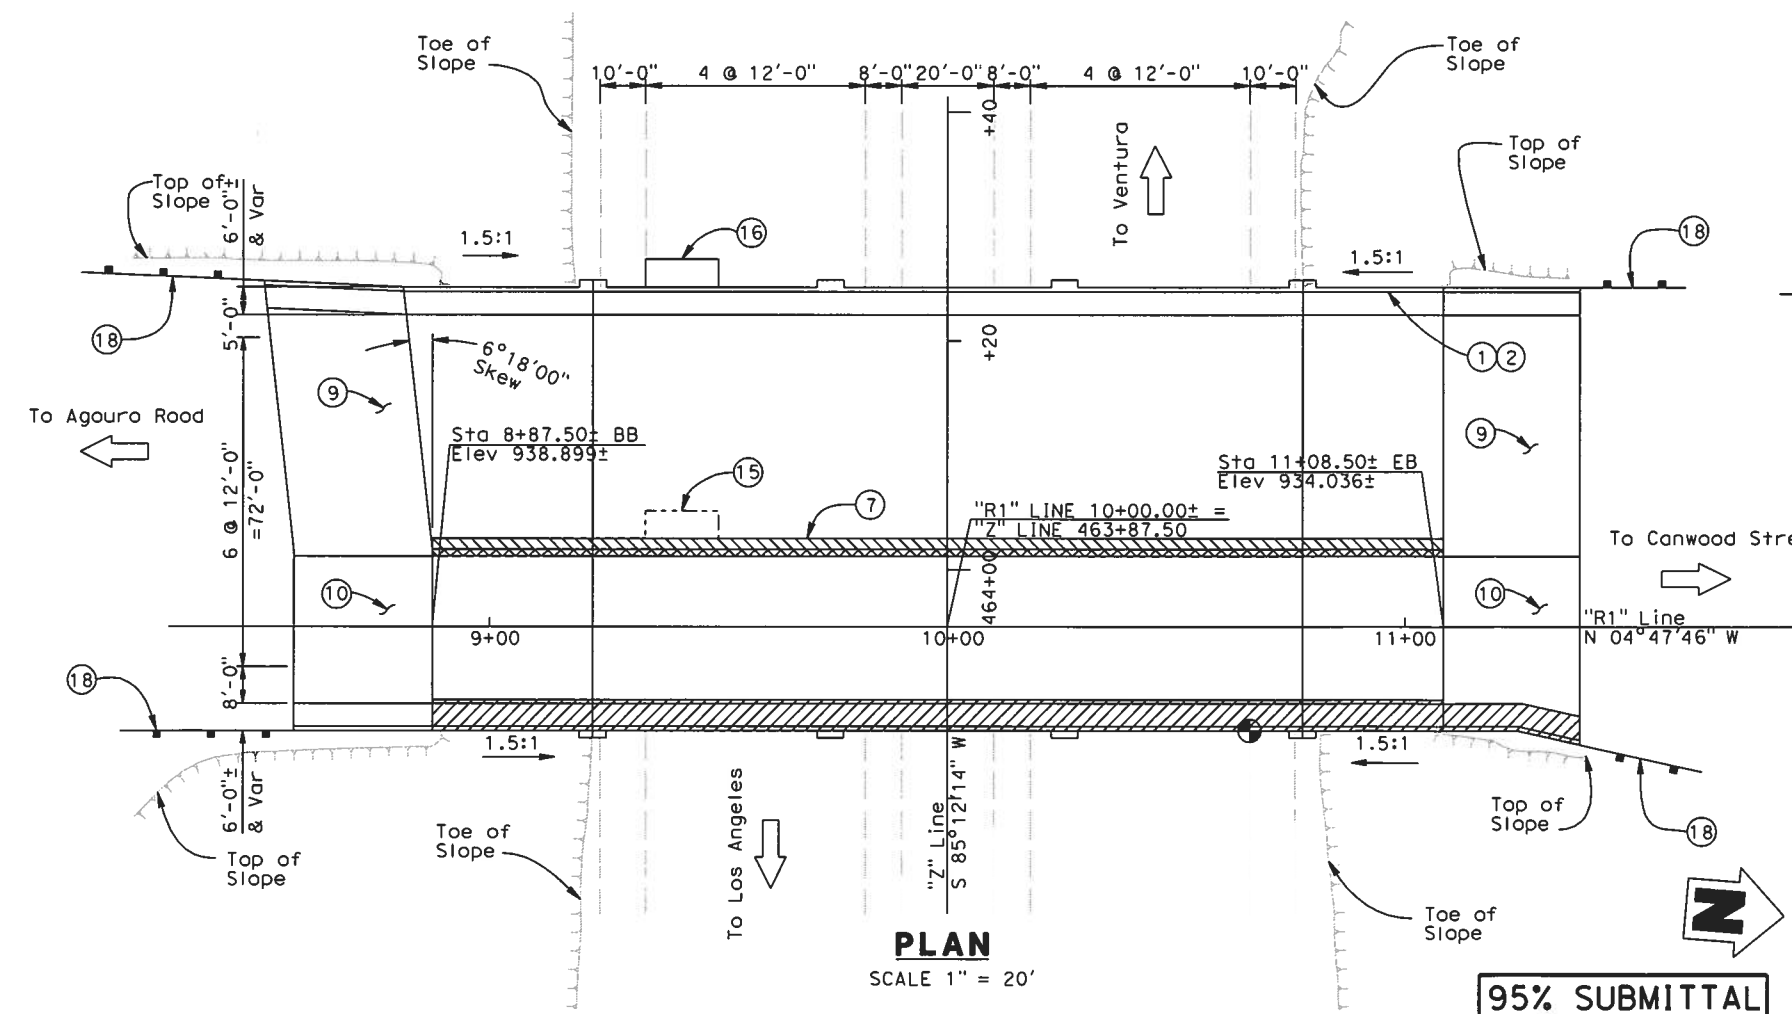 Toe of
Slope
10'-0"
4 @ 12'-0"
8'-0"
20'-0"
8'-0"
4 @ 12'-0"
10'-0"
Toe of
Slope
+40
To Ventura
Top of
Slope
Top of
Slope
6'-0"±
& Var
1.5:1
16
1.5:1
18
18
5'-0"
6°18'00"
Skew
+20
1 2
9
To Agoura Road
Sta 8+87.50± BB
Elev 938.899±
9
Sta 11+08.50± EB
Elev 934.036±
6 @ 12'-0"
=72'-0"
15
7
"R1" LINE 10+00.00± =
"Z" LINE 463+87.50
To Canwood Stre
10
464+00
10
"R1" Line
N 04°47'46" W
9+00
10+00
11+00
18
8'-0"
1.5:1
1.5:1
6'-0"±
& Var
Top of
Slope
Toe of
Slope
To Los Angeles
"Z" Line
S 85°12'14" W
Top of
Slope
18
Toe of
Slope
N
PLAN
SCALE 1" = 20'
95% SUBMITTAL